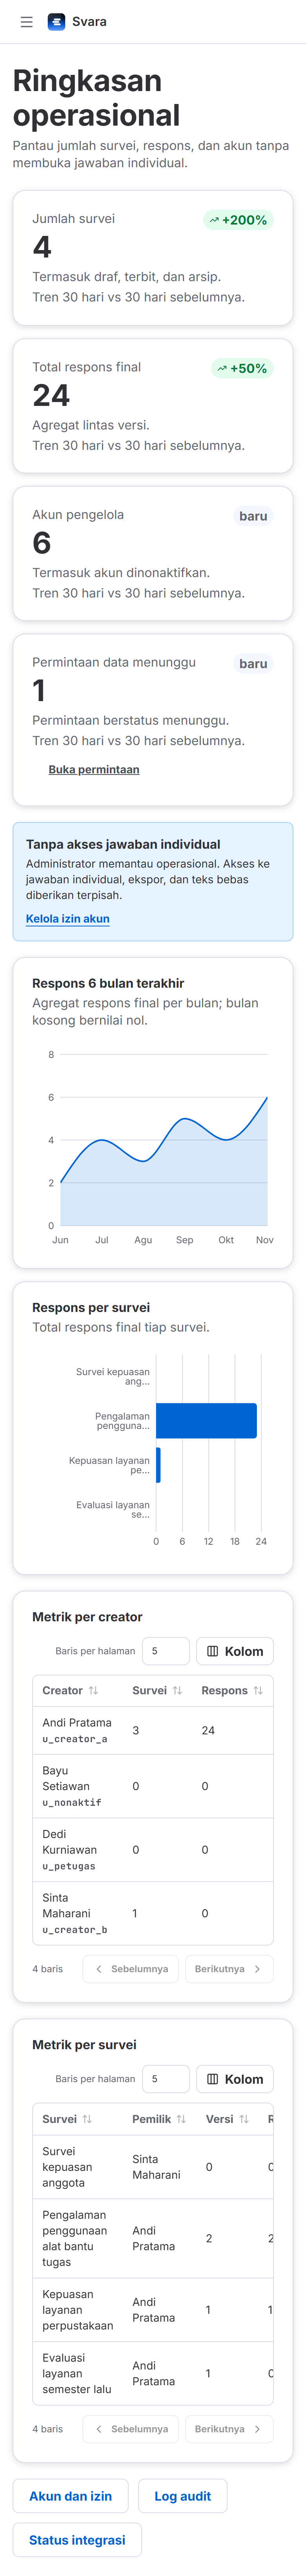 Svara
Ringkasan
operasional
Pantau jumlah survei, respons, dan akun tanpa
membuka jawaban individual.
Jumlah survei
+200%
4
Termasuk draf, terbit, dan arsip.
Tren 30 hari vs 30 hari sebelumnya.
Total respons final
+50%
24
Agregat lintas versi.
Tren 30 hari vs 30 hari sebelumnya.
Akun pengelola
baru
6
Termasuk akun dinonaktifkan.
Tren 30 hari vs 30 hari sebelumnya.
Permintaan data menunggu
baru
1
Permintaan berstatus menunggu.
Tren 30 hari vs 30 hari sebelumnya.
Buka permintaan
Tanpa akses jawaban individual
Administrator memantau operasional. Akses ke
jawaban individual, ekspor, dan teks bebas
diberikan terpisah.
Kelola izin akun
Respons 6 bulan terakhir
Agregat respons final per bulan; bulan
kosong bernilai nol.
8
6
4
2
0
Jun Jul Agu Sep Okt Nov
Respons per survei
Total respons final tiap survei.
Survei kepuasan
ang…
Pengalaman
pengguna…
Kepuasan layanan
pe…
Evaluasi layanan
se…
0 6 12 18 24
Metrik per creator
Baris per halaman 5 Kolom
Creator Survei Respons
Andi Pratama
u_creator_a
3 24
Bayu
Setiawan
u_nonaktif
0 0
Dedi
Kurniawan
u_petugas
0 0
Sinta
Maharani
u_creator_b
1 0
4 baris Sebelumnya Berikutnya
Metrik per survei
Baris per halaman 5 Kolom
Survei Pemilik Versi
Survei
kepuasan
anggota
Sinta
Maharani
0
Pengalaman
penggunaan
alat bantu
tugas
Andi
Pratama
2
Kepuasan
layanan
perpustakaan
Andi
Pratama
1
Evaluasi
layanan
semester lalu
Andi
Pratama
1
4 baris Sebelumnya Berikutnya
Akun dan izin Log audit
Status integrasi